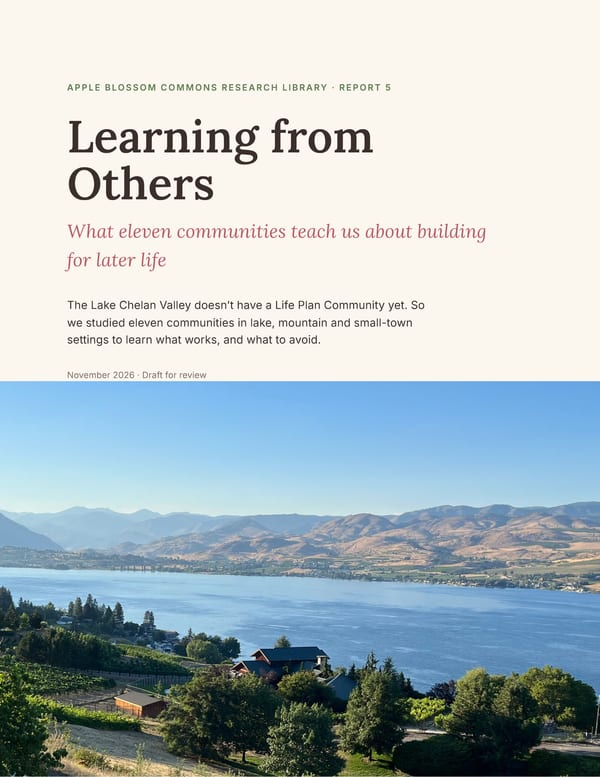 APPLE BLOSSOM COMMONS RESEARCH LIBRARY · REPORT 5
Learning from
Others
What eleven communities teach us about building
for later life
The Lake Chelan Valley doesn’t have a Life Plan Community yet. So
we studied eleven communities in lake, mountain and small-town
settings to learn what works, and what to avoid.
November 2026 · Draft for review